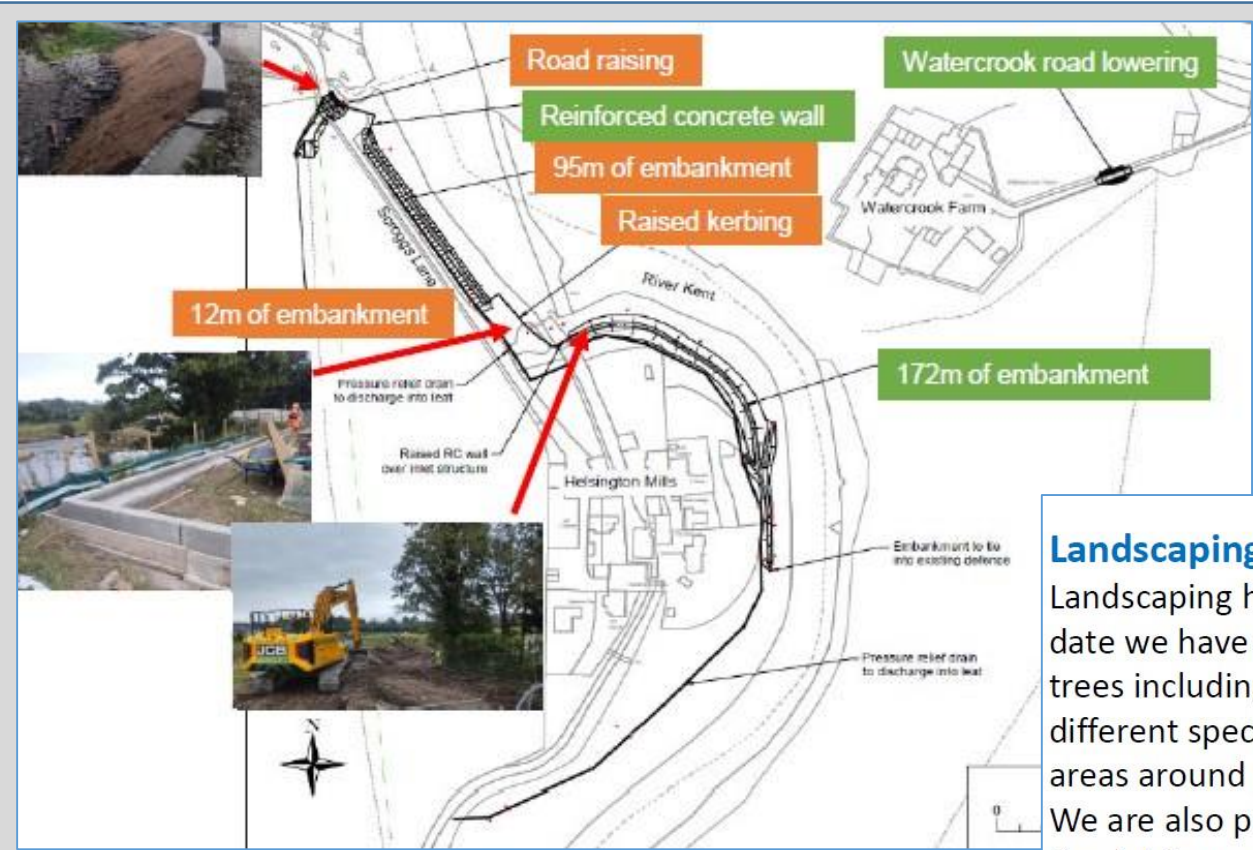 Road raising
Watercrook road lowering
Reinforced concrete wall
95m of embankment
Raised kerbing
Watercrook Farm
Lane
River Kent
12m of embankment
172m of embankment
Pressure relief drain
to discharge into leat
Raised RC wall
over inlet structure
Helsington Mills
Embankment to tie
into existing defence
Pressure relief drain
to discharge into leat
JCB
N
0
Landscaping
Landscaping h
date we have
trees includin
different spec
areas around
We are also p